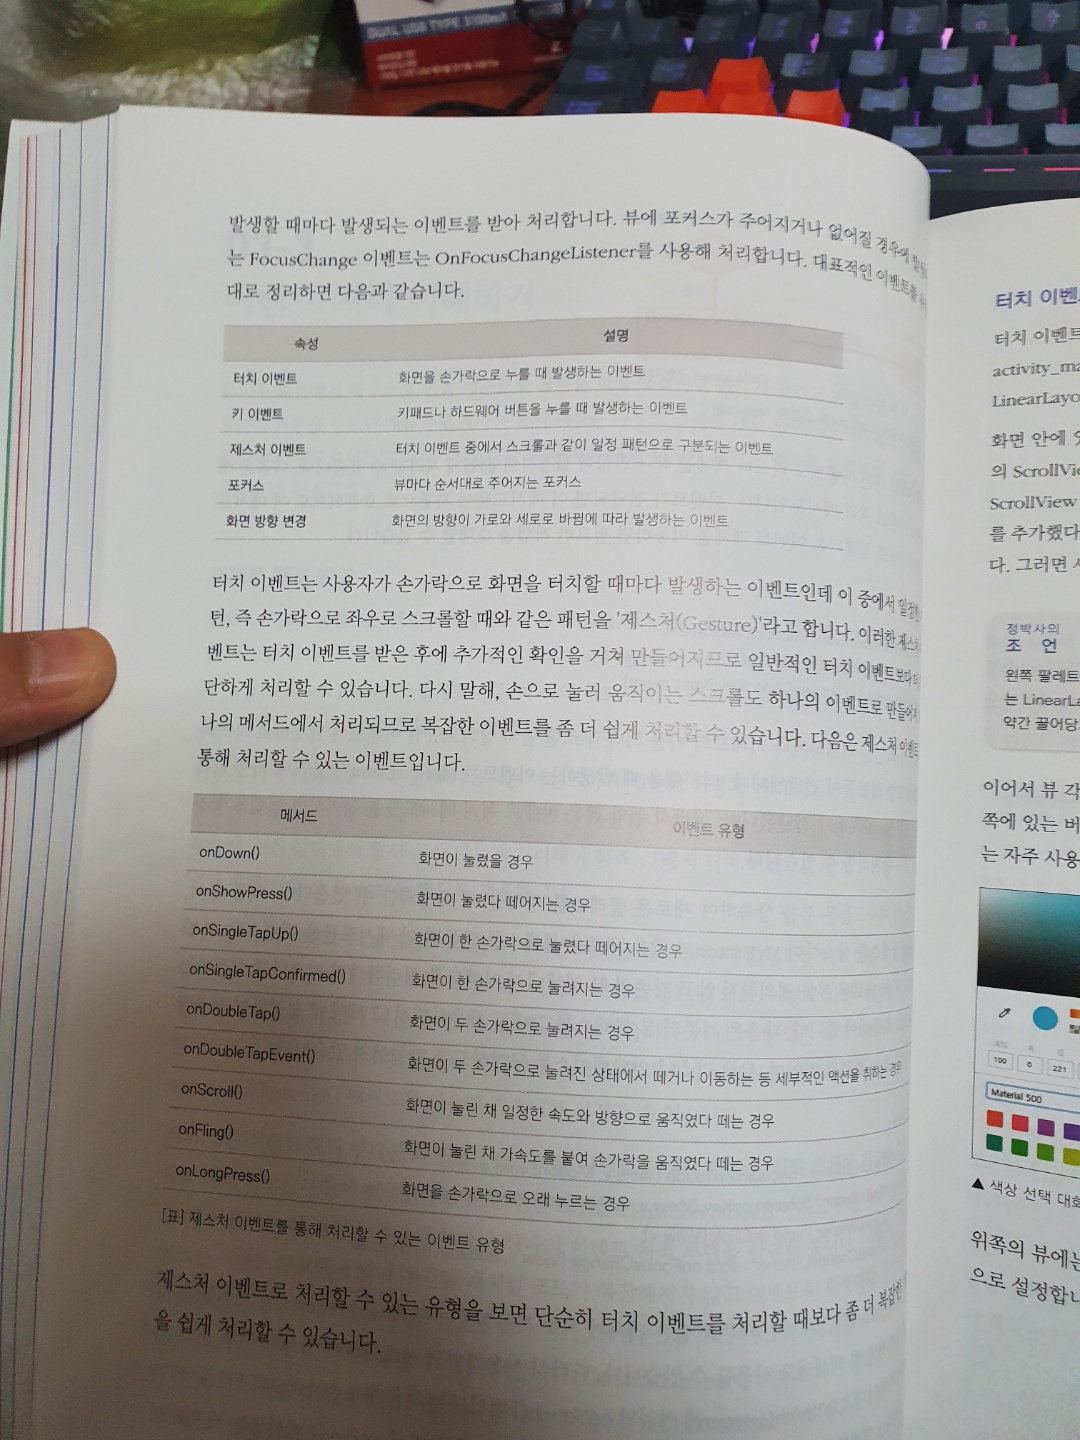 DUAL USB TYPE
발생할 때마다 발생되는 이벤트를 받아 처리합니다. 뷰에 포커스가 주어지거나 없어질 경우에
는 FocusChange 이벤트는 OnFocusChangeListener를 사용해 처리합니다. 대표적인 이벤트를
대로 정리하면 다음과 같습니다.
속성 설명
터치 이벤트 화면을 손가락으로 누를 때 발생하는 이벤트
키 이벤트 키패드나 하드웨어 버튼을 누를 때 발생하는 이벤트
제스처 이벤트 터치 이벤트 중에서 스크롤과 같이 일정 패턴으로 구분되는 이벤트
포커스 뷰마다 순서대로 주어지는 포커스
화면 방향 변경 화면의 방향이 가로와 세로로 바뀜에 따라 발생하는 이벤트
터치 이벤트는 사용자가 손가락으로 화면을 터치할 때마다 발생하는 이벤트인데 이 중에서 일정한
턴, 즉 손가락으로 좌우로 스크롤할 때와 같은 패턴을 '제스처(Gesture)'라고 합니다. 이러한 제스처
벤트는 터치 이벤트를 받은 후에 추가적인 확인을 거쳐 만들어지므로 일반적인 터치 이벤트보다
단하게 처리할 수 있습니다. 다시 말해, 손으로 눌러 움직이는 스크롤도 하나의 이벤트로 만들어져
나의 메서드에서 처리되므로 복잡한 이벤트를 좀 더 쉽게 처리할 수 있습니다. 다음은 제스처 이벤트
통해 처리할 수 있는 이벤트입니다.
메서드 이벤트 유형
onDown() 화면이 눌렸을 경우
onShowPress() 화면이 눌렸다 떼어지는 경우
onSingleTapUp() 화면이 한 손가락으로 눌렸다 떼어지는 경우
onSingleTapConfirmed() 화면이 한 손가락으로 눌려지는 경우
onDoubleTap() 화면이 두 손가락으로 눌려지는 경우
onDoubleTapEvent() 화면이 두 손가락으로 눌려진 상태에서 떼거나 이동하는 등 세부적인 액션을 취하는 경우
onScroll() 화면이 눌린 채 일정한 속도와 방향으로 움직였다 떼는 경우
onFling() 화면이 눌린 채 가속도를 붙여 손가락을 움직였다 떼는 경우
onLongPress() 화면을 손가락으로 오래 누르는 경우
[표] 제스처 이벤트를 통해 처리할 수 있는 이벤트 유형
제스처 이벤트로 처리할 수 있는 유형을 보면 단순히 터치 이벤트를 처리할 때보다 좀 더 복잡한
을 쉽게 처리할 수 있습니다.
터치 이벤
터치 이벤트
activity_ma
LinearLayo
화면 안에
의 ScrollVie
ScrollView
를 추가했다
다. 그러면
정박사의
조 언
왼쪽 팔레트
는 LinearLa
약간 끌어당
이어서 뷰 각
쪽에 있는 버
는 자주 사용
A% R G
100 0 221
Material 500
▲ 색상 선택 대화
위쪽의 뷰에는
으로 설정합니